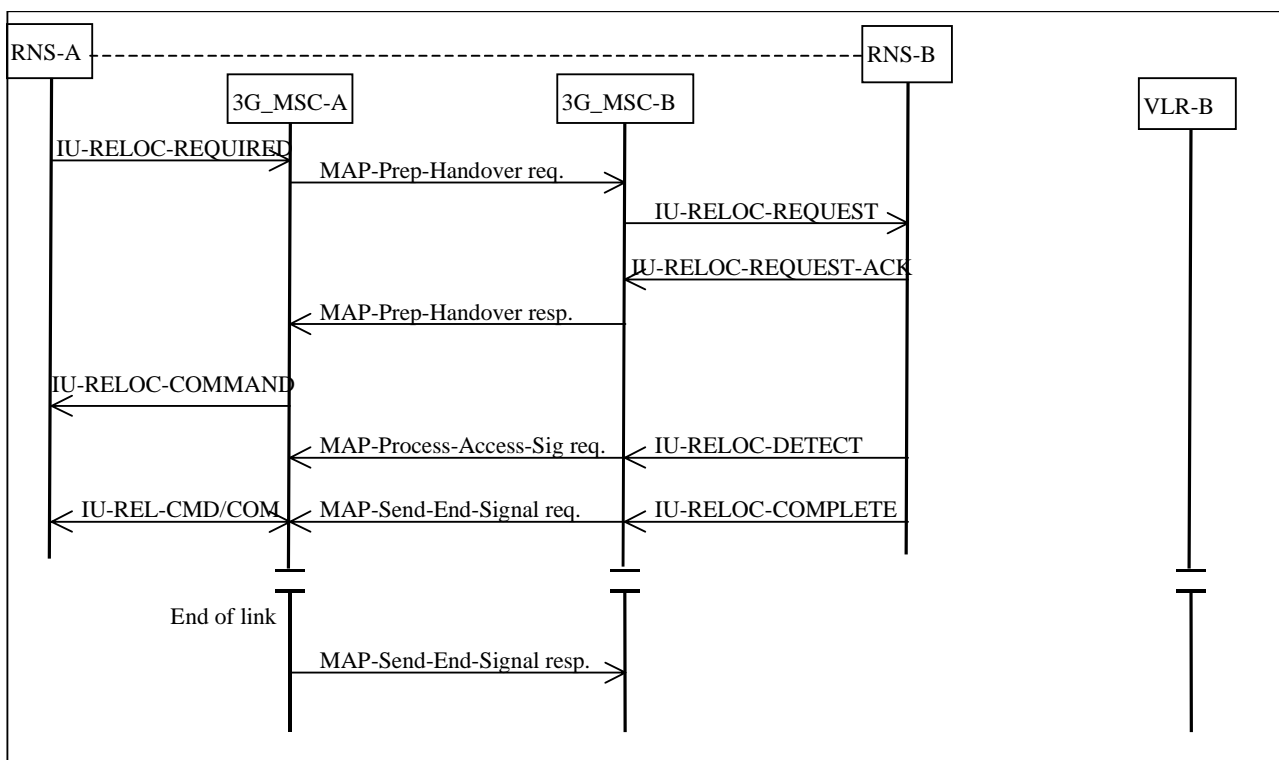 RNS-A
RNS-B
3G_MSC-A
3G_MSC-B
VLR-B
IU-RELOC-REQUIRED
MAP-Prep-Handover req.
IU-RELOC-REQUEST
IU-RELOC-REQUEST-ACK
MAP-Prep-Handover resp.
IU-RELOC-COMMAND
MAP-Process-Access-Sig req.
IU-RELOC-DETECT
IU-REL-CMD/COM
MAP-Send-End-Signal req.
IU-RELOC-COMPLETE
End of link
MAP-Send-End-Signal resp.